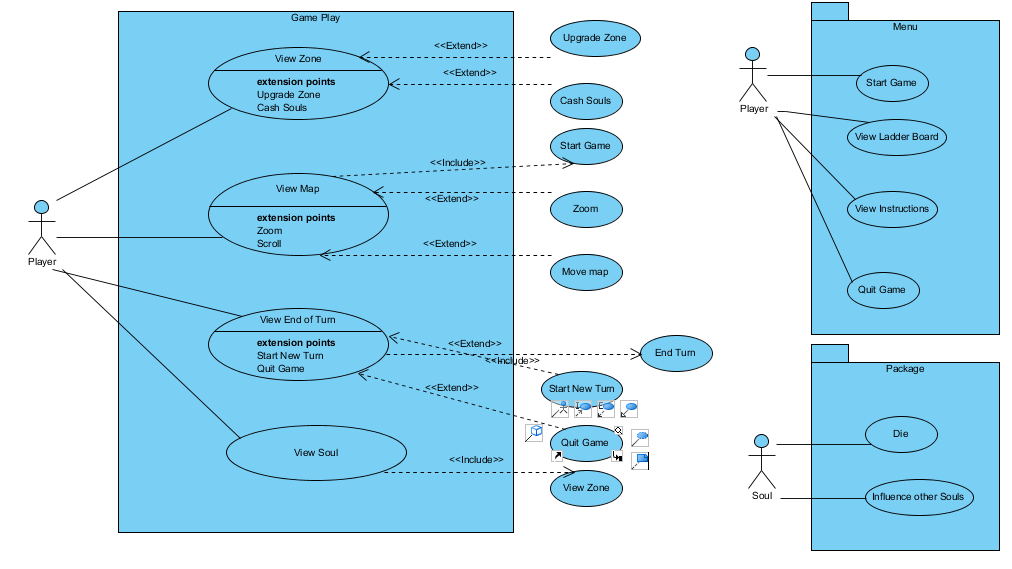 Game Play
View Zone
extension points
Upgrade Zone
Cash Souls
<<Extend>>
Upgrade Zone
<<Extend>>
Cash Souls
Start Game
<<Include>>
View Map
extension points
Zoom
Scroll
<<Extend>>
Zoom
<<Extend>>
Move map
Player
View End of Turn
extension points
Start New Turn
Quit Game
<<Extend>>
<<Include>>
End Turn
Start New Turn
<<Extend>>
Quit Game
View Soul
<<Include>>
View Zone
Menu
Player
Start Game
View Ladder Board
View Instructions
Quit Game
Package
Soul
Die
Influence other Souls